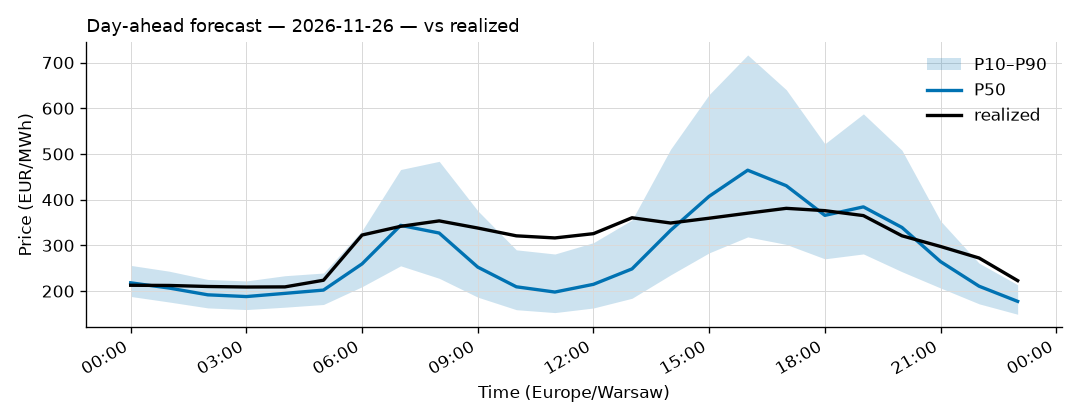 Day-ahead forecast — 2026-11-26 — vs realized
Price (EUR/MWh)
700
600
500
400
300
200
P10–P90
P50
realized
00:00
03:00
06:00
09:00
12:00
15:00
18:00
21:00
00:00
Time (Europe/Warsaw)